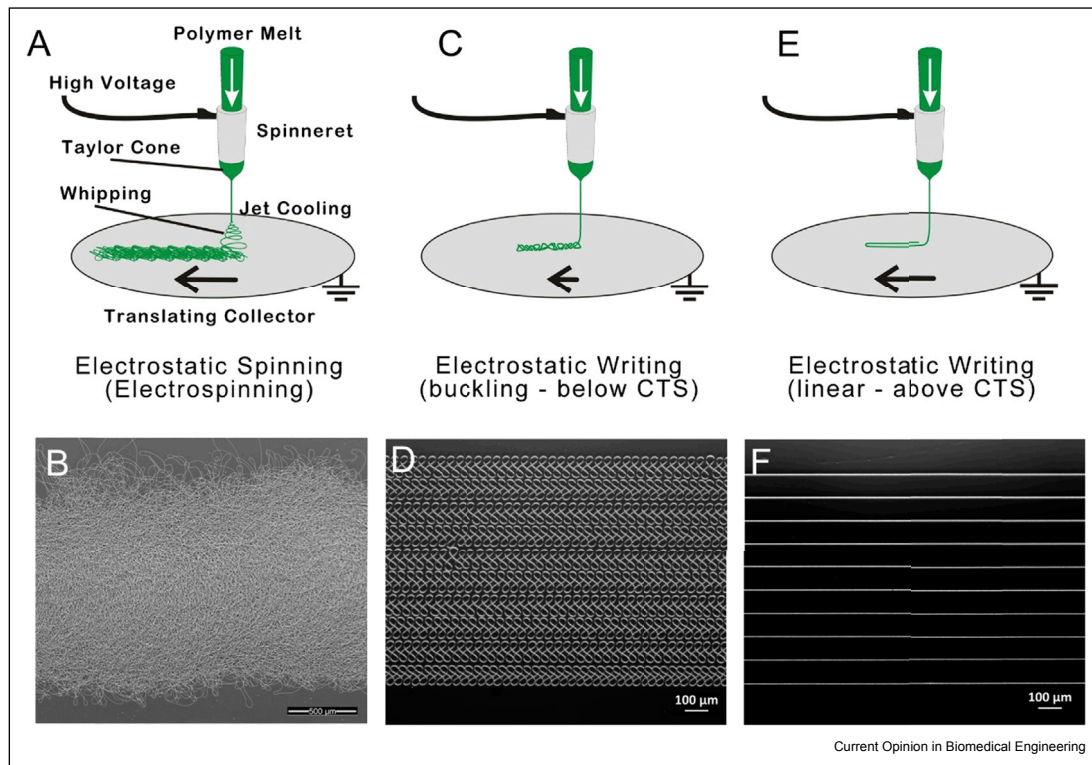 A
Polymer Melt
High Voltage
Spinneret
Taylor Cone
Whipping
Jet Cooling
Translating Collector
Electrostatic Spinning
(Electrospinning)
C
Electrostatic Writing
(buckling - below CTS)
E
Electrostatic Writing
(linear - above CTS)
B
500 µm
D
100 µm
F
100 µm
Current Opinion in Biomedical Engineering